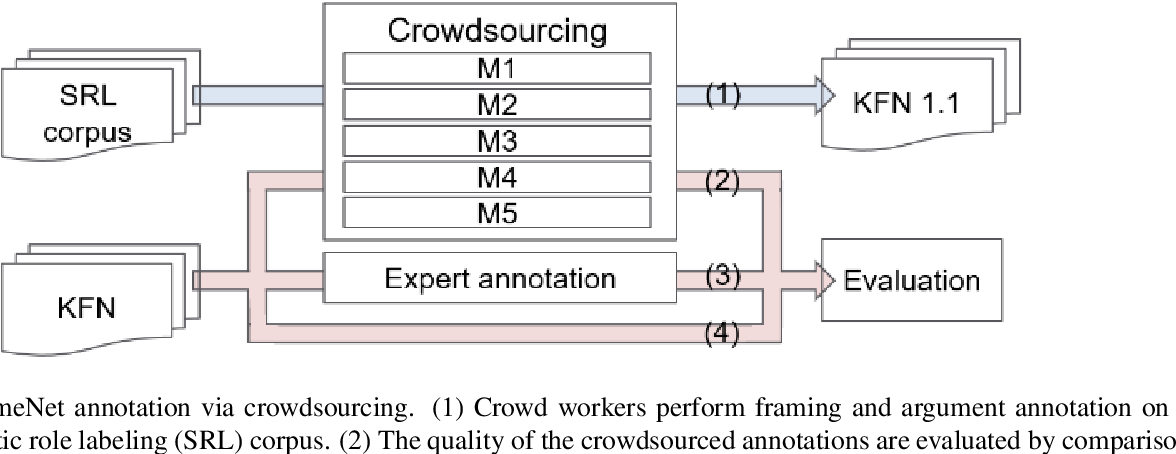 Crowdsourcing
M1
SRL
corpus
M2
(1)
KFN 1.1
M3
M4
(2)
M5
KFN
Expert annotation
(3)
Evaluation
(4)
meNet annotation via crowdsourcing. (1) Crowd workers perform framing and argument annotation on
tic role labeling (SRL) corpus. (2) The quality of the crowdsourced annotations are evaluated by compariso